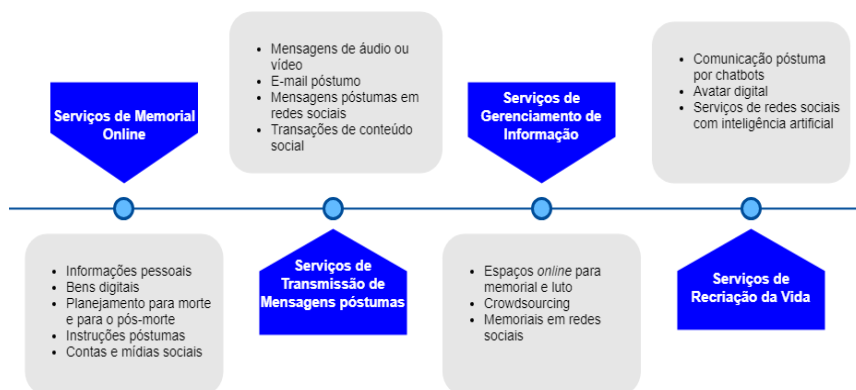 Serviços de Memorial
Online
Informações pessoais
Bens digitais
Planejamento para morte
e para o pós-morte
Instruções póstumas
Contas e mídias sociais
Mensagens de áudio ou
vídeo
E-mail póstumo
Mensagens póstumas em
redes sociais
Transações de conteúdo
social
Serviços de
Transmissão de
Mensagens póstumas
Serviços de
Gerenciamento de
Informação
Espaços online para
memorial e luto
Crowdsourcing
Memoriais em redes
sociais
Comunicação póstuma
por chatbots
Avatar digital
Serviços de redes sociais
com inteligência artificial
Serviços de
Recriação da Vida